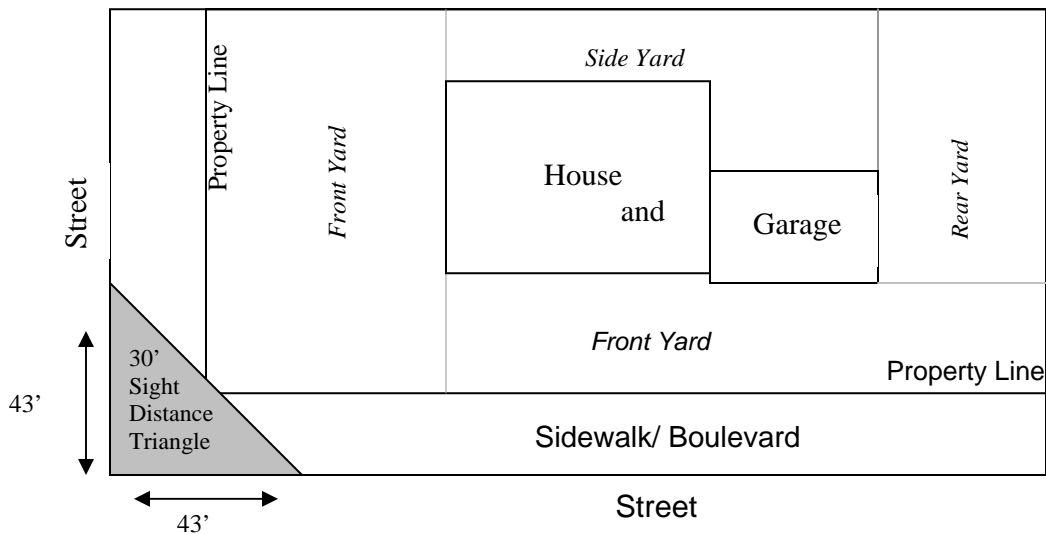 Side Yard
Property Line
Front Yard
House
and
Garage
Rear Yard
Street
Front Yard
30’
Sight
Distance
Triangle
Property Line
43’
Sidewalk/ Boulevard
Street
43’